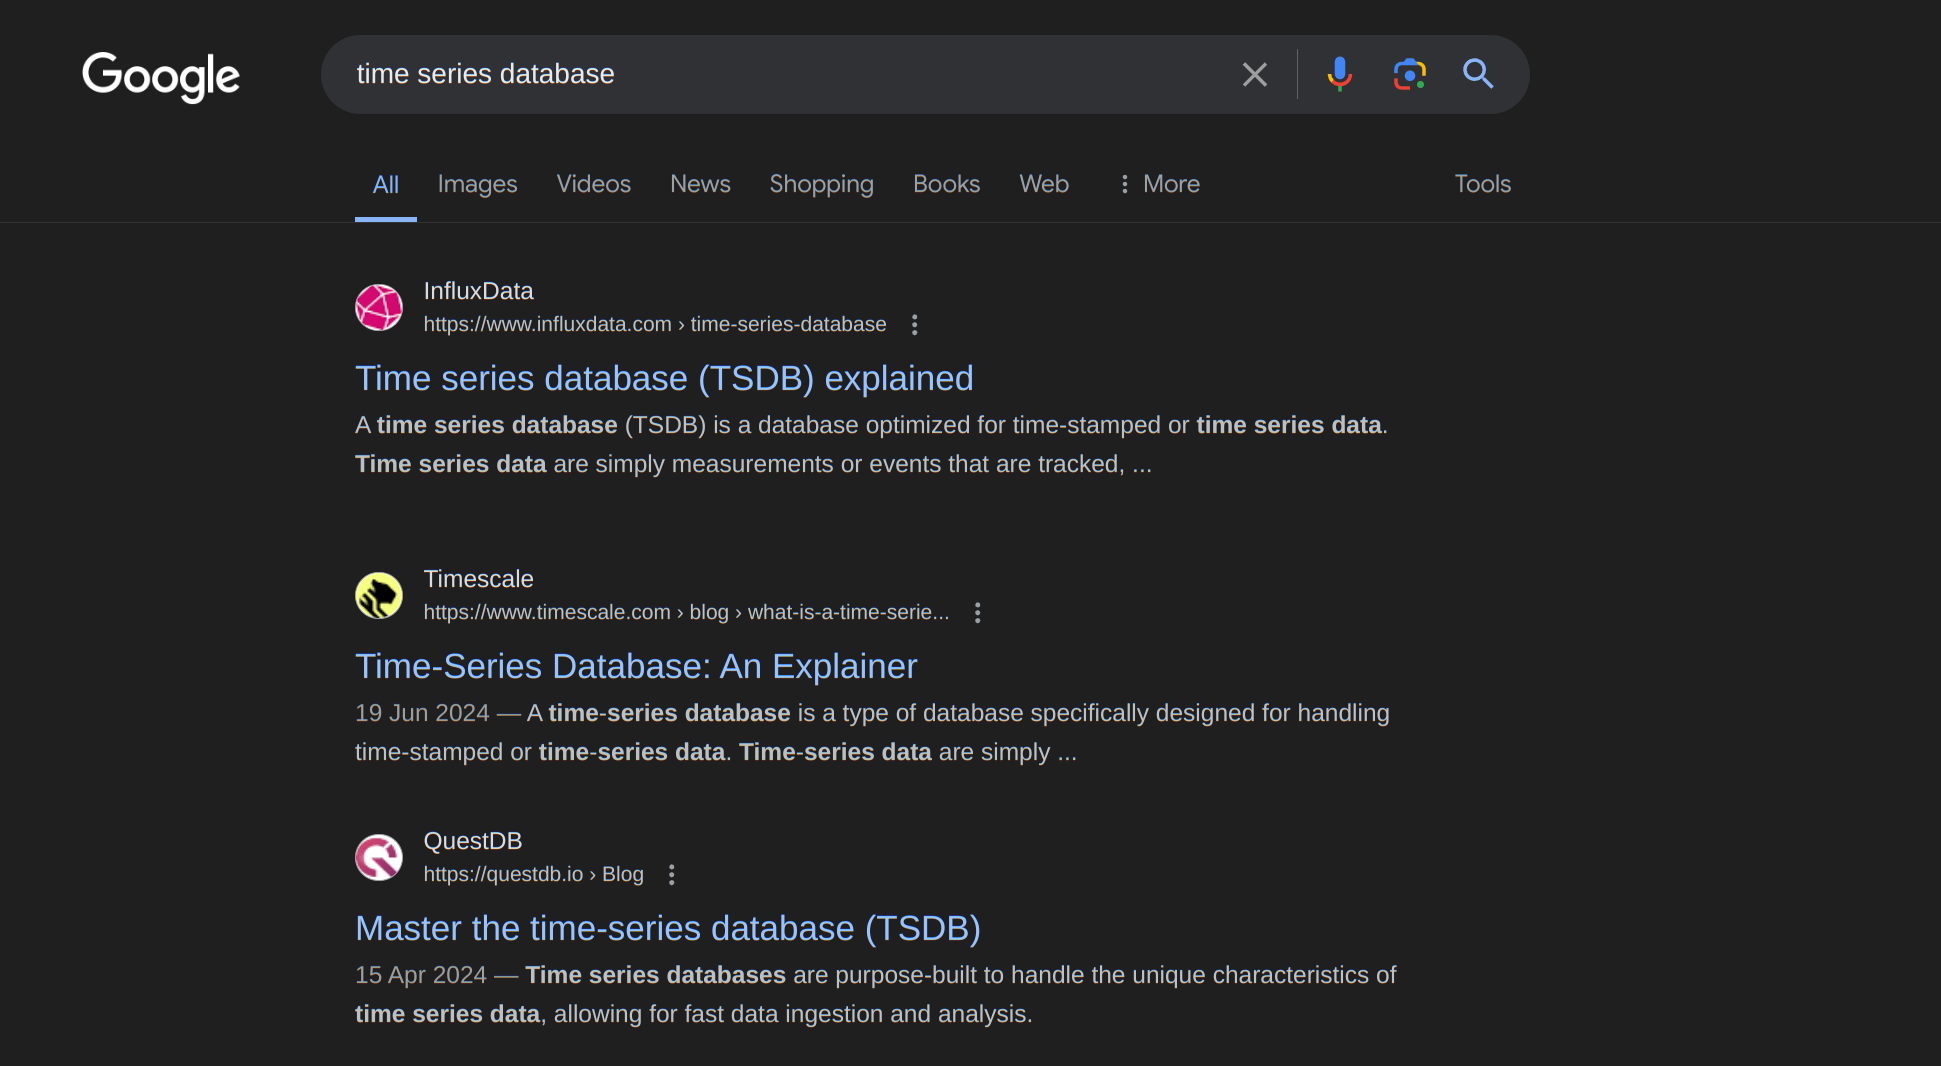 Google
time series database
All Images Videos News Shopping Books Web More Tools
InfluxData
https://www.influxdata.com › time-series-database
Time series database (TSDB) explained
A time series database (TSDB) is a database optimized for time-stamped or time series data.
Time series data are simply measurements or events that are tracked, ...
Timescale
https://www.timescale.com › blog › what-is-a-time-serie...
Time-Series Database: An Explainer
19 Jun 2024 — A time-series database is a type of database specifically designed for handling
time-stamped or time-series data. Time-series data are simply ...
QuestDB
https://questdb.io › Blog
Master the time-series database (TSDB)
15 Apr 2024 — Time series databases are purpose-built to handle the unique characteristics of
time series data, allowing for fast data ingestion and analysis.